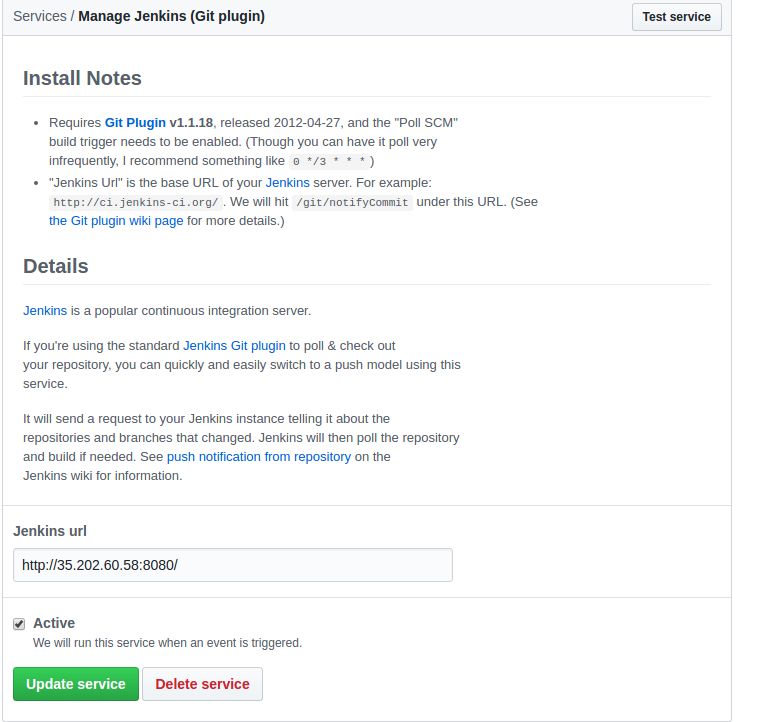 Services / Manage Jenkins (Git plugin)
Test service
Install Notes
• Requires Git Plugin v1.1.18, released 2012-04-27, and the "Poll SCM"
build trigger needs to be enabled. (Though you can have it poll very
infrequently, I recommend something like 0 */3 * * * )
• "Jenkins Url" is the base URL of your Jenkins server. For example:
http://ci.jenkins-ci.org/ . We will hit /git/notifyCommit under this URL. (See
the Git plugin wiki page for more details.)
Details
Jenkins is a popular continuous integration server.
If you're using the standard Jenkins Git plugin to poll & check out
your repository, you can quickly and easily switch to a push model using this
service.
It will send a request to your Jenkins instance telling it about the
repositories and branches that changed. Jenkins will then poll the repository
and build if needed. See push notification from repository on the
Jenkins wiki for information.
Jenkins url
http://35.202.60.58:8080/
Active
We will run this service when an event is triggered.
Update service
Delete service